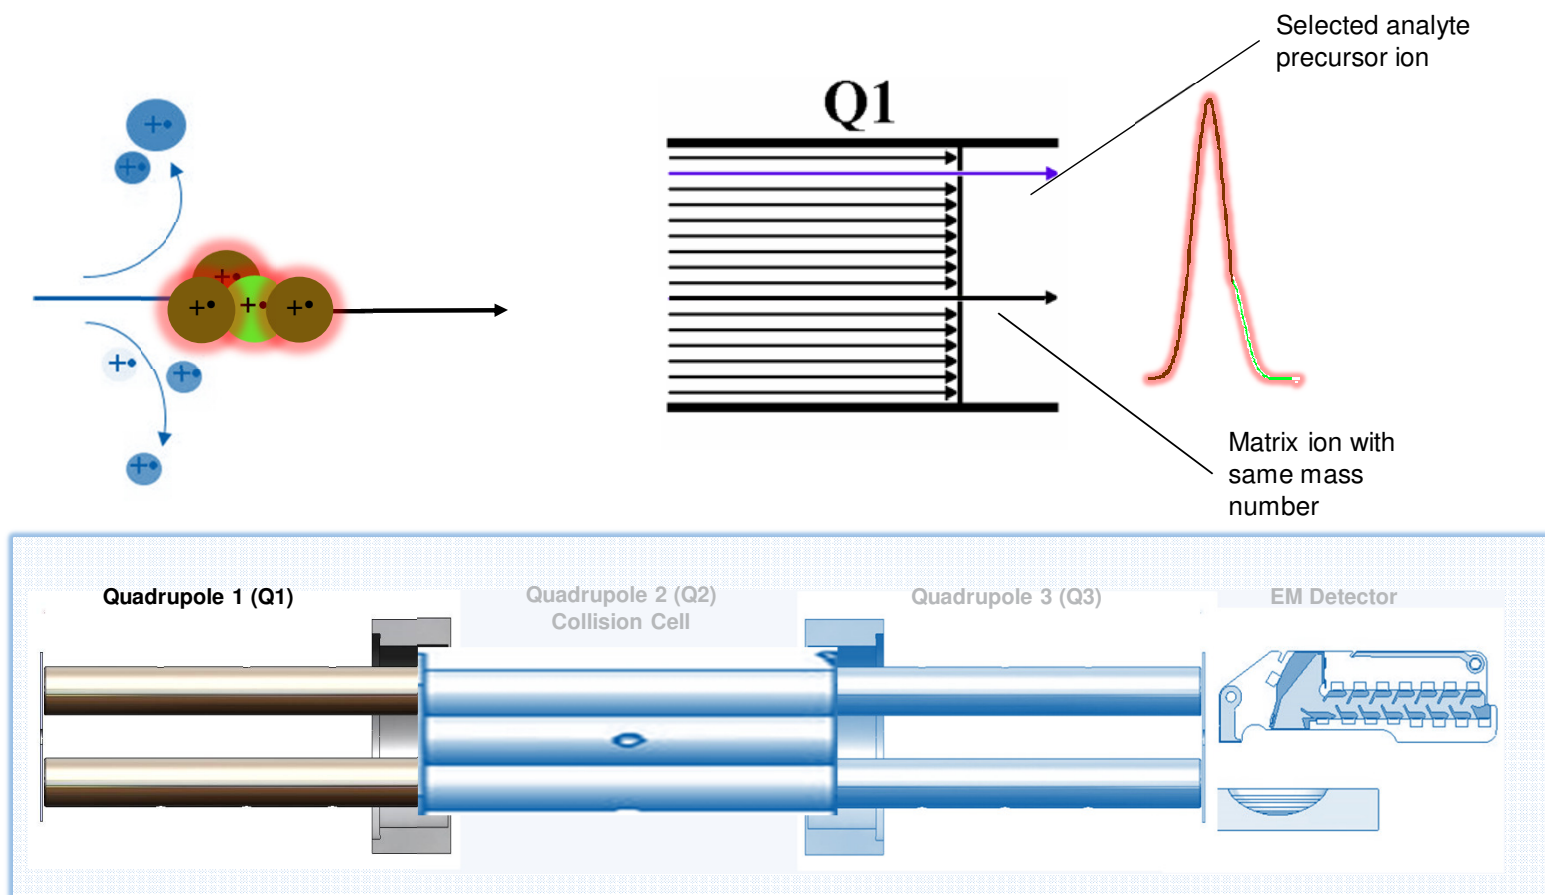 Selected analyte
precursor ion
Q1
Matrix ion with
same mass
number
Quadrupole 1 (Q1)
Quadrupole 2 (Q2)
Collision Cell
Quadrupole 3 (Q3)
EM Detector